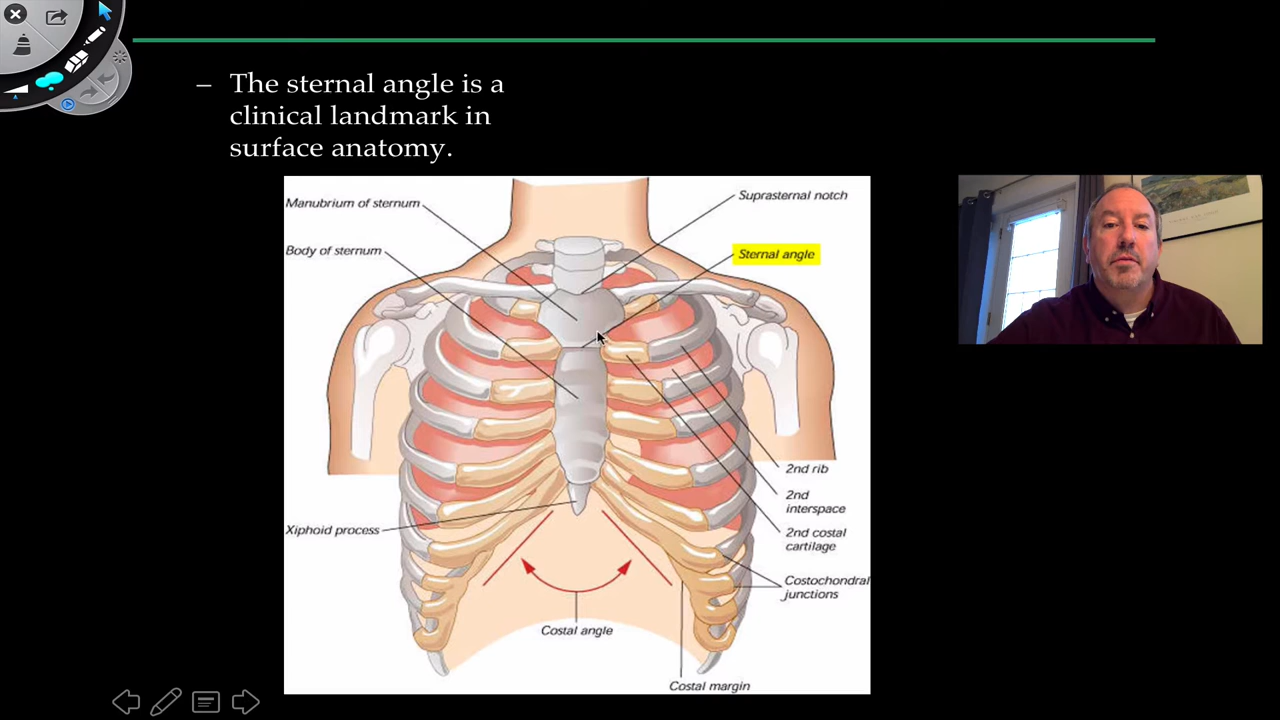 – The sternal angle is a
clinical landmark in
surface anatomy.
Manubrium of sternum
Suprasternal notch
Body of sternum
Sternal angle
2nd rib
2nd
interspace
Xiphoid process
2nd costal
cartilage
Costochondral
junctions
Costal angle
Costal margin